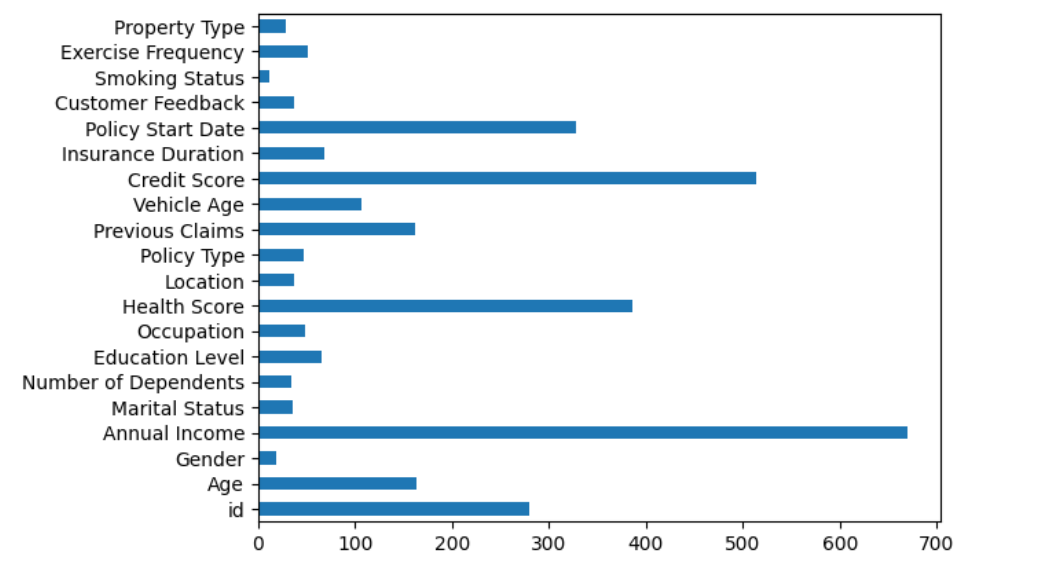 Property Type
Exercise Frequency
Smoking Status
Customer Feedback
Policy Start Date
Insurance Duration
Credit Score
Vehicle Age
Previous Claims
Policy Type
Location
Health Score
Occupation
Education Level
Number of Dependents
Marital Status
Annual Income
Gender
Age
id
0 100 200 300 400 500 600 700